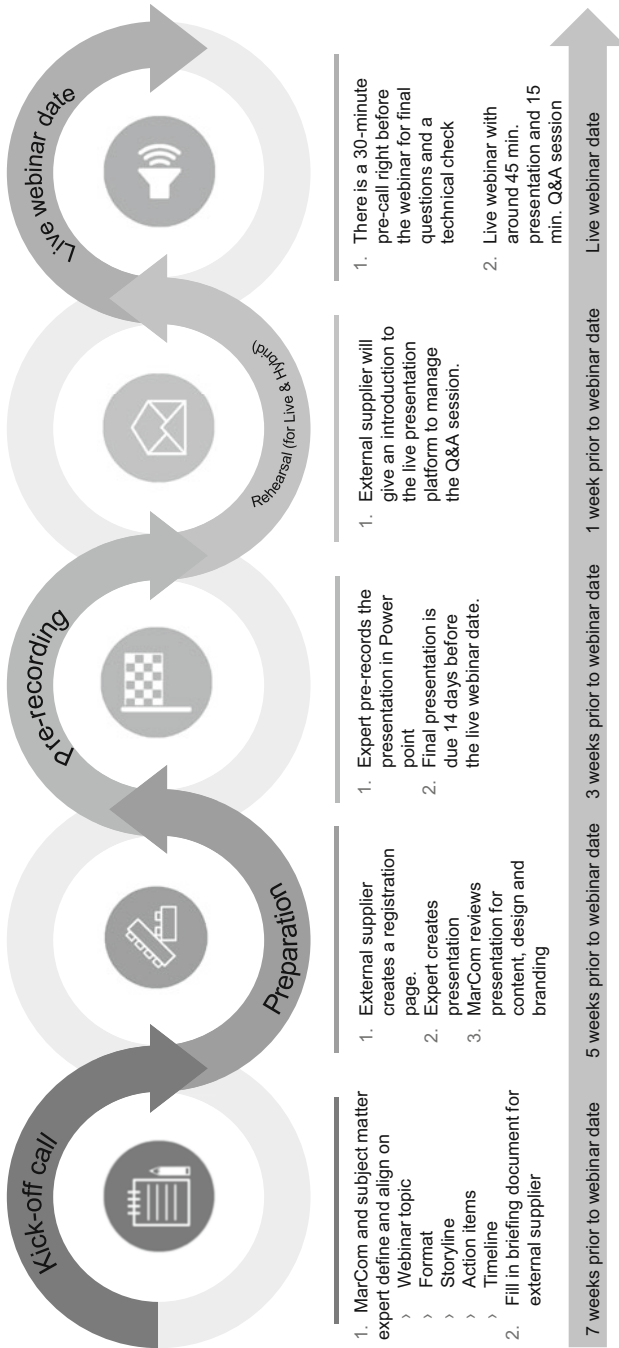 Kick-off call
Preparation
Pre-recording
Rehearsal (for Live & Hybrid)
Live webinar date
1. MarCom and subject matter
expert define and align on
› Webinar topic
› Format
› Storyline
› Action items
› Timeline
2. Fill in briefing document for
external supplier
1. External supplier
creates a registration
page.
2. Expert creates
presentation
3. MarCom reviews
presentation for
content, design and
branding
1. Expert pre-records the
presentation in Power
point
2. Final presentation is
due 14 days before
the live webinar date.
1. External supplier will
give an introduction to
the live presentation
platform to manage
the Q&A session.
1. There is a 30-minute
pre-call right before
the webinar for final
questions and a
technical check
2. Live webinar with
around 45 min.
presentation and 15
min. Q&A session
7 weeks prior to webinar date
5 weeks prior to webinar date
3 weeks prior to webinar date
1 week prior to webinar date
Live webinar date